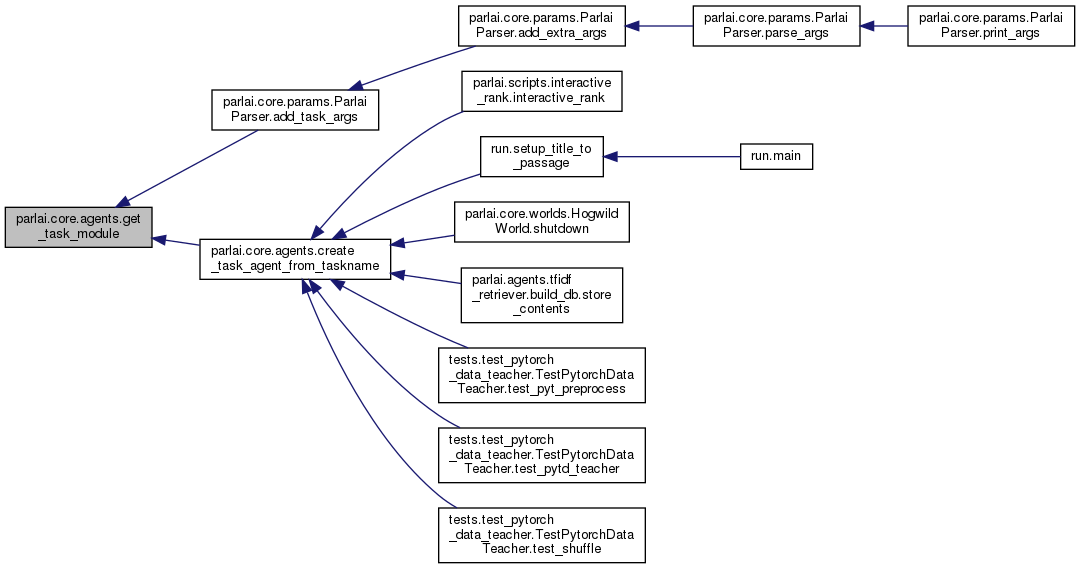 parlai.core.params.Parlai
Parser.add_extra_args
parlai.core.params.Parlai
Parser.parse_args
parlai.core.params.Parlai
Parser.print_args
parlai.scripts.interactive
_rank.interactive_rank
parlai.core.params.Parlai
Parser.add_task_args
run.setup_title_to
_passage
run.main
parlai.core.agents.get
_task_module
parlai.core.worlds.Hogwild
World.shutdown
parlai.core.agents.create
_task_agent_from_taskname
parlai.agents.tfidf
_retriever.build_db.store
_contents
tests.test_pytorch
_data_teacher.TestPytorchData
Teacher.test_pyt_preprocess
tests.test_pytorch
_data_teacher.TestPytorchData
Teacher.test_pytd_teacher
tests.test_pytorch
_data_teacher.TestPytorchData
Teacher.test_shuffle